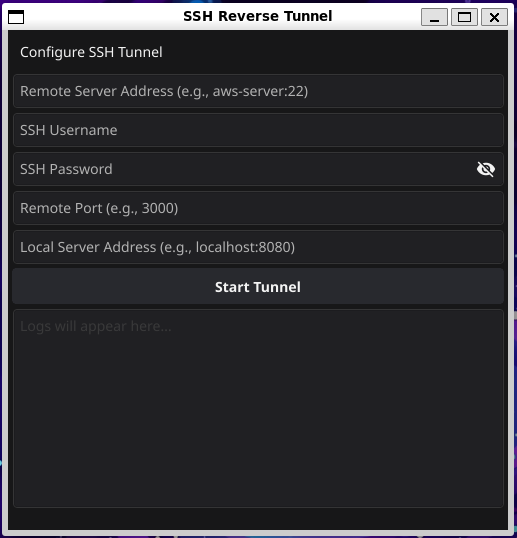 SSH Reverse Tunnel
Configure SSH Tunnel
Remote Server Address (e.g., aws-server:22)
SSH Username
SSH Password
Remote Port (e.g., 3000)
Local Server Address (e.g., localhost:8080)
Start Tunnel
Logs will appear here...